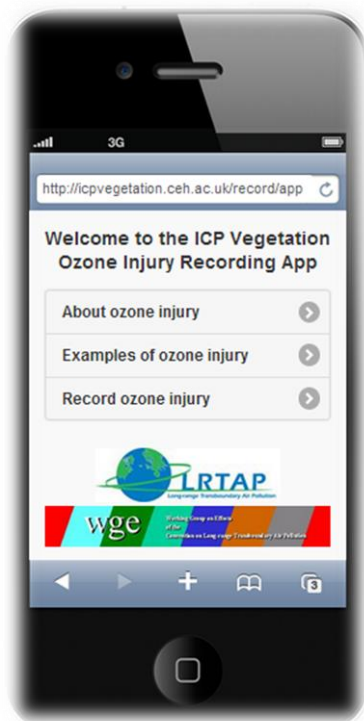 3G
http://icpvegetation.ceh.ac.uk/record/app
Welcome to the ICP Vegetation
Ozone Injury Recording App
About ozone injury
Examples of ozone injury
Record ozone injury
LRTAP
Long-range Transboundary Air Pollution
wge
Working Group on Effects
of the
Convention on Long-range Transboundary Air Pollution
3